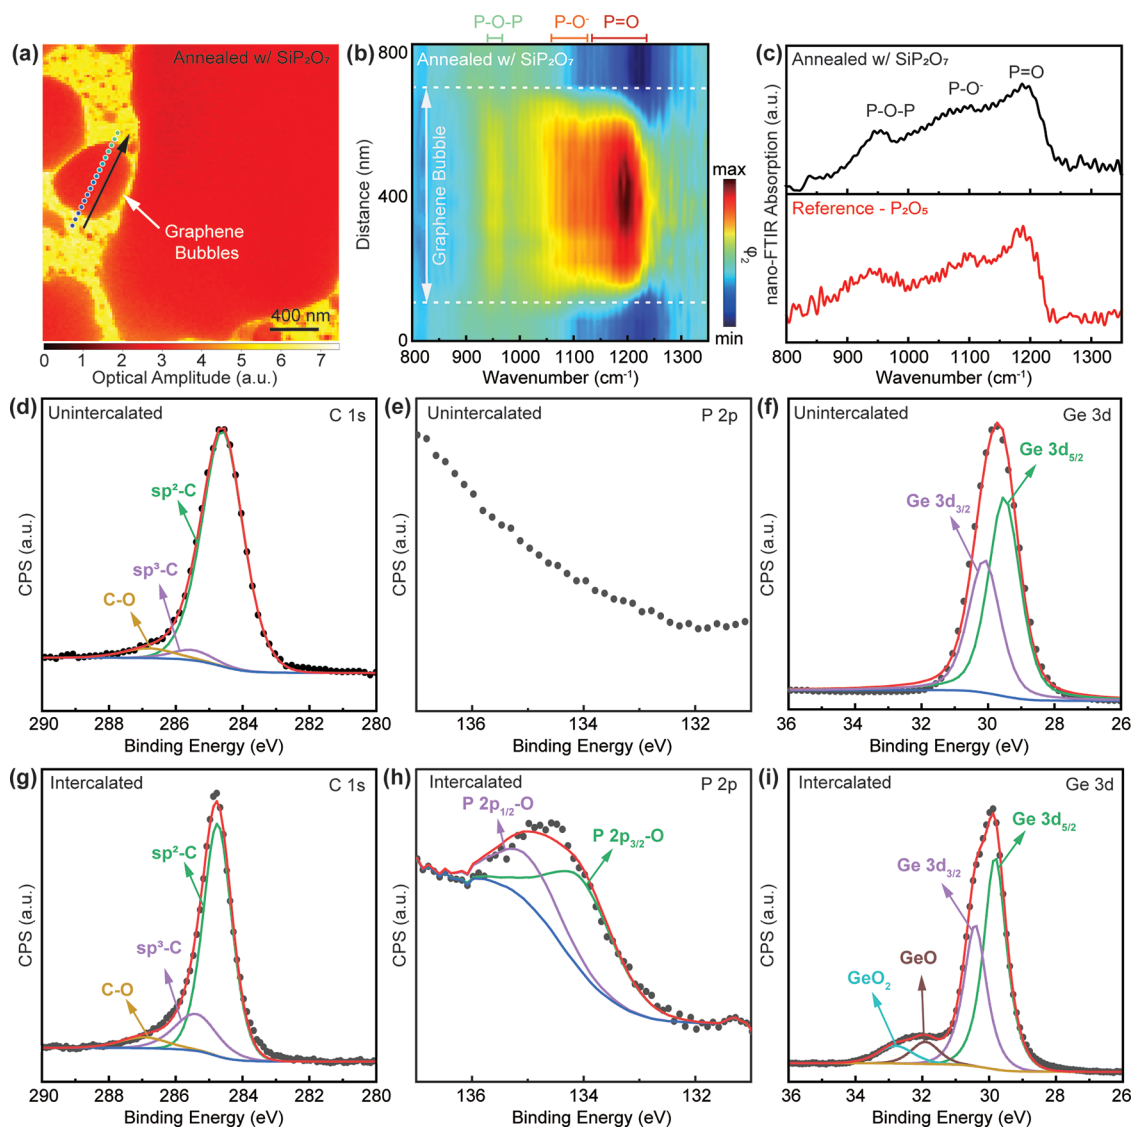 (a)
Annealed w/ SiP₂O₇
Graphene
Bubbles
400 nm
0 1 2 3 4 5 6 7
Optical Amplitude (a.u.)
P-O-P P-O⁻ P=O
(b)
Annealed w/ SiP₂O₇
Graphene Bubble
800
400
0
Distance (nm)
800 900 1000 1100 1200 1300
Wavenumber (cm⁻¹)
max
φ₂
min
(c)
Annealed w/ SiP₂O₇
P-O-P
P-O⁻
P=O
Reference - P₂O₅
nano-FTIR Absorption (a.u.)
800 900 1000 1100 1200 1300
Wavenumber (cm⁻¹)
(d)
Unintercalated
C 1s
sp²-C
sp³-C
C-O
CPS (a.u.)
290 288 286 284 282 280
Binding Energy (eV)
(e)
Unintercalated
P 2p
CPS (a.u.)
136 134 132
Binding Energy (eV)
(f)
Unintercalated
Ge 3d
Ge 3d₅/₂
Ge 3d₃/₂
CPS (a.u.)
36 34 32 30 28 26
Binding Energy (eV)
(g)
Intercalated
C 1s
sp²-C
sp³-C
C-O
CPS (a.u.)
290 288 286 284 282 280
Binding Energy (eV)
(h)
Intercalated
P 2p
P 2p₁/₂-O
P 2p₃/₂-O
CPS (a.u.)
136 134 132
Binding Energy (eV)
(i)
Intercalated
Ge 3d
Ge 3d₅/₂
Ge 3d₃/₂
GeO
GeO₂
CPS (a.u.)
36 34 32 30 28 26
Binding Energy (eV)